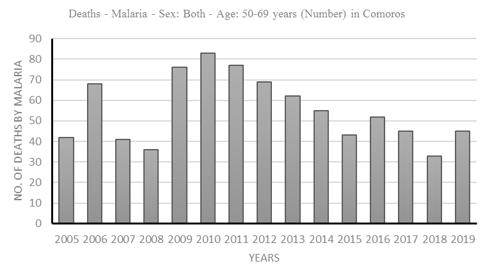 Deaths - Malaria - Sex: Both - Age: 50-69 years (Number) in Comoros
NO. OF DEATHS BY MALARIA
90
80
70
60
50
40
30
20
10
0
2005 2006 2007 2008 2009 2010 2011 2012 2013 2014 2015 2016 2017 2018 2019
YEARS